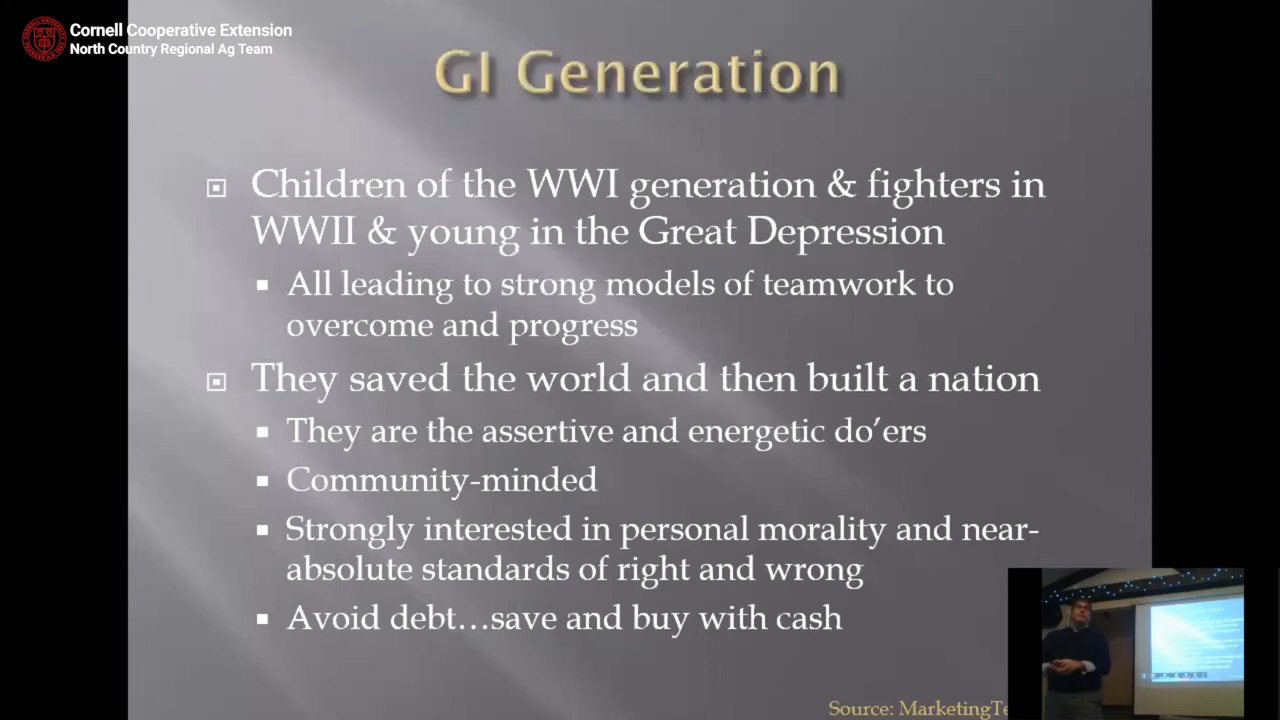 Cornell Cooperative Extension
North Country Regional Ag Team
GI Generation
Children of the WWI generation & fighters in
WWII & young in the Great Depression
All leading to strong models of teamwork to
overcome and progress
They saved the world and then built a nation
They are the assertive and energetic do’ers
Community-minded
Strongly interested in personal morality and near-
absolute standards of right and wrong
Avoid debt…save and buy with cash
Source: